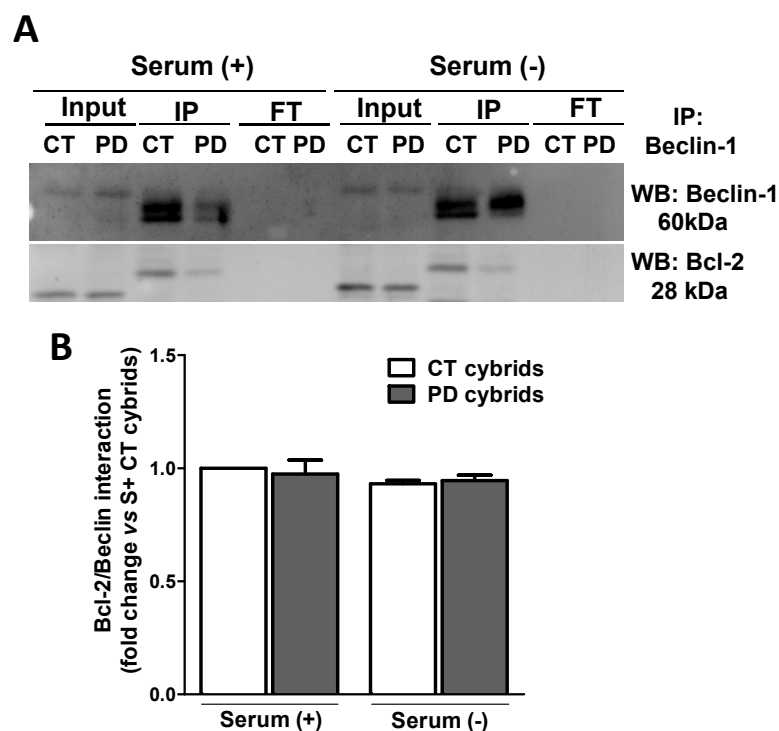 A
Serum (+) Serum (-)
Input IP FT Input IP FT
IP:
CT PD CT PD CT PD CT PD CT PD CT PD
Beclin-1
WB: Beclin-1
60kDa
WB: Bcl-2
28 kDa
B
Bcl-2/Beclin interaction
(fold change vs S+ CT cybrids)
1.5
1.0
0.5
0.0
CT cybrids
PD cybrids
Serum (+) Serum (-)